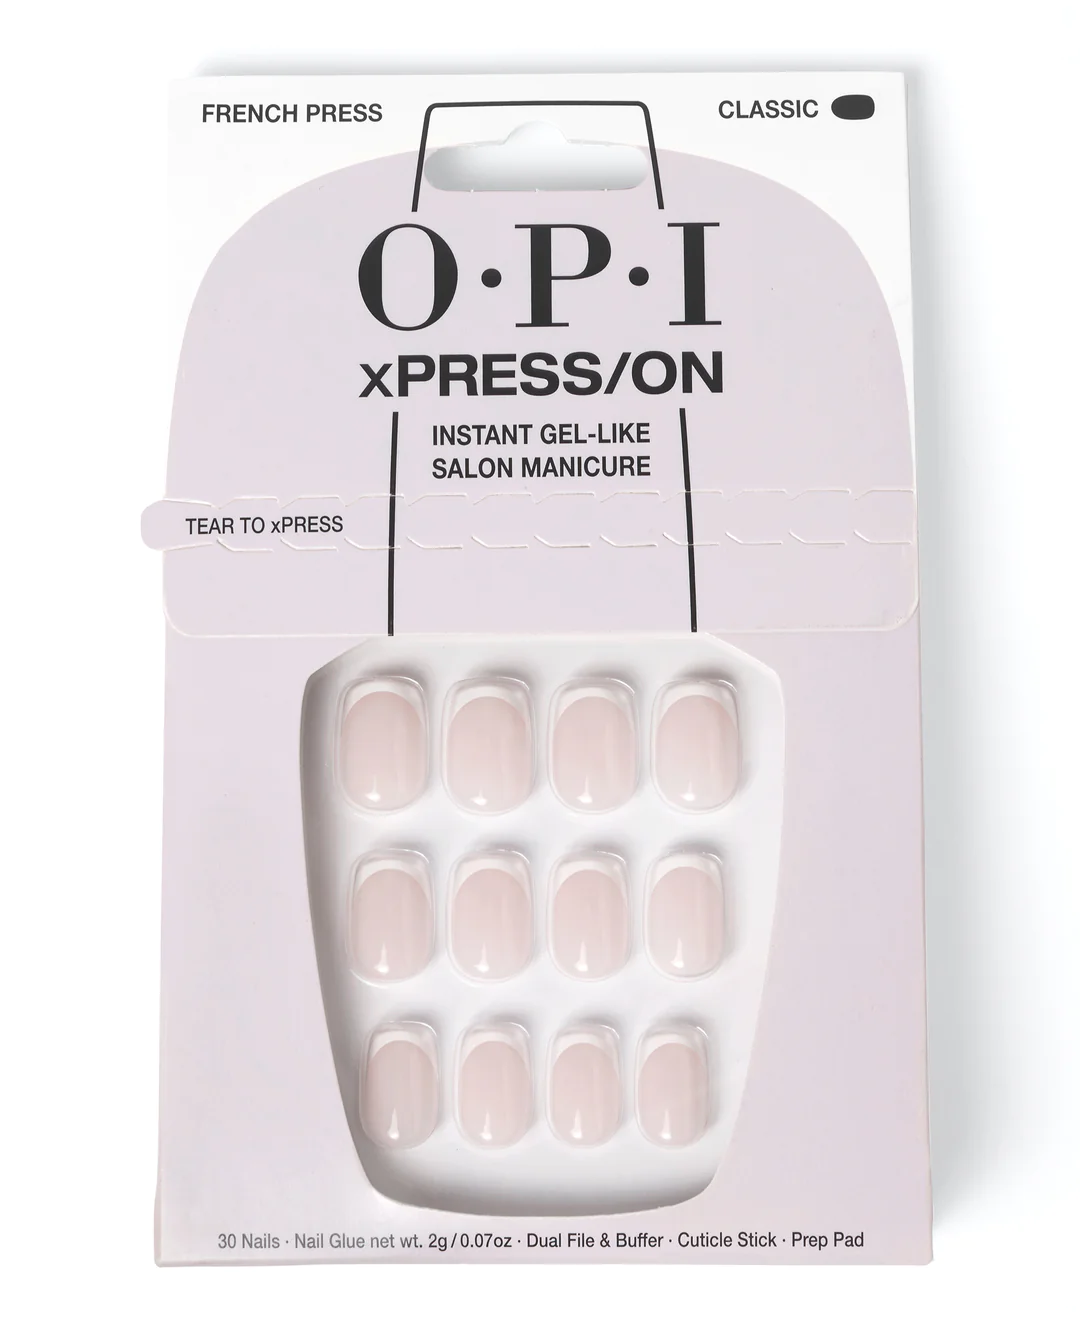 FRENCH PRESS
CLASSIC
O·P·I
xPRESS/ON
INSTANT GEL-LIKE
SALON MANICURE
TEAR TO xPRESS
30 Nails · Nail Glue net wt. 2g/0.07oz · Dual File & Buffer · Cuticle Stick · Prep Pad